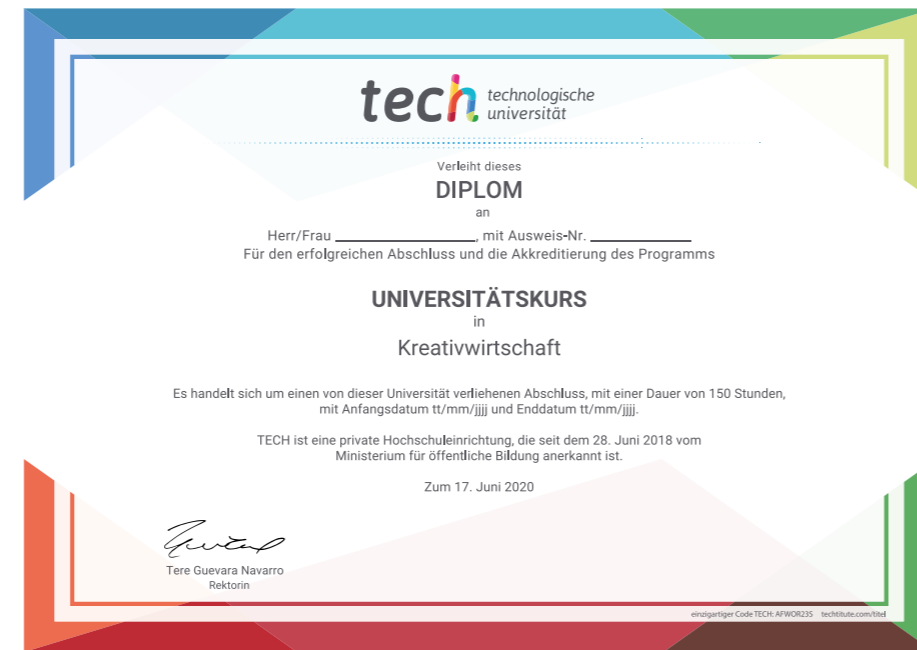 tech technologische
universität
Verleiht dieses
DIPLOM
an
Herr/Frau ____________________, mit Ausweis-Nr. ______________
Für den erfolgreichen Abschluss und die Akkreditierung des Programms
UNIVERSITÄTSKURS
in
Kreativwirtschaft
Es handelt sich um einen von dieser Universität verliehenen Abschluss, mit einer Dauer von 150 Stunden,
mit Anfangsdatum tt/mm/jjjj und Enddatum tt/mm/jjjj.
TECH ist eine private Hochschuleinrichtung, die seit dem 28. Juni 2018 vom
Ministerium für öffentliche Bildung anerkannt ist.
Zum 17. Juni 2020
Tere Guevara Navarro
Rektorin
einzigartiger Code TECH: AFWOR23S techtitute.com/titel